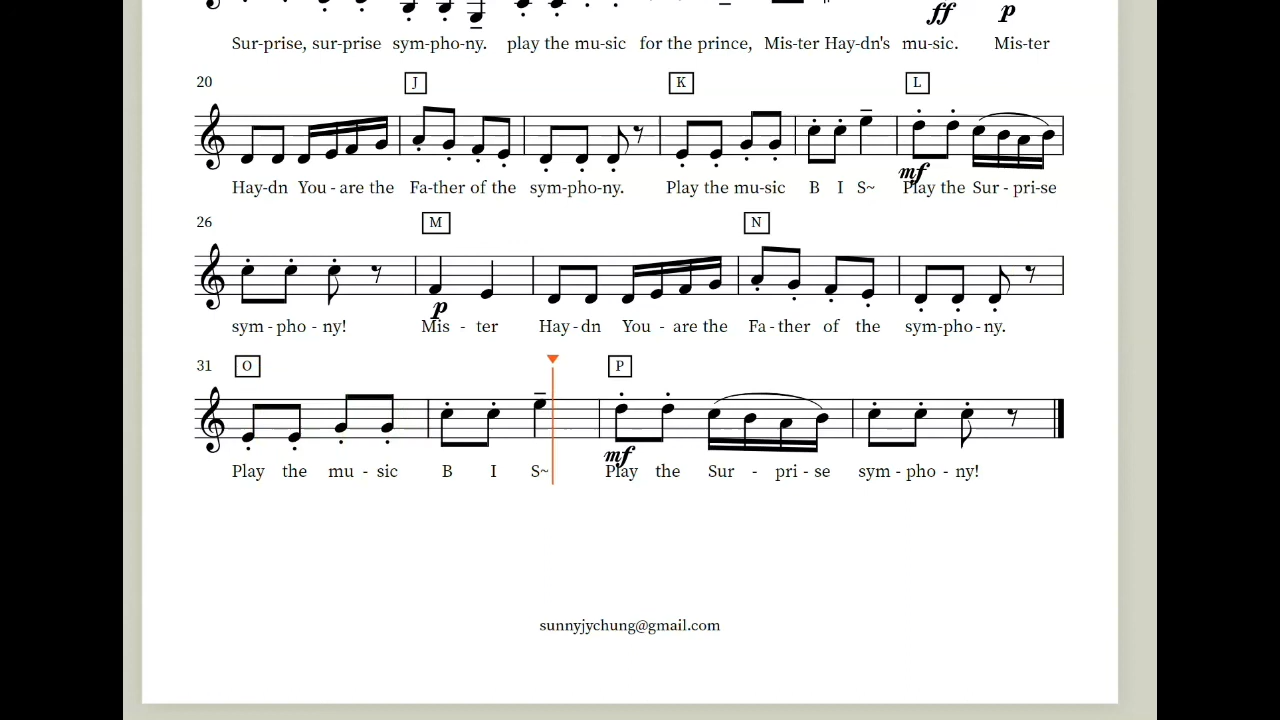 ff p
Sur-prise, sur-prise sym-pho-ny. play the mu-sic for the prince, Mis-ter Hay-dn's mu-sic. Mis-ter
20 J K L
mf
Hay-dn You - are the Fa-ther of the sym-pho-ny. Play the mu-sic B I S~ Play the Sur - pri-se
26 M N
p
sym - pho - ny! Mis - ter Hay - dn You - are the Fa - ther of the sym-pho-ny.
31 O P
mf
Play the mu - sic B I S~ Play the Sur - pri - se sym - pho - ny!
sunnyjychung@gmail.com